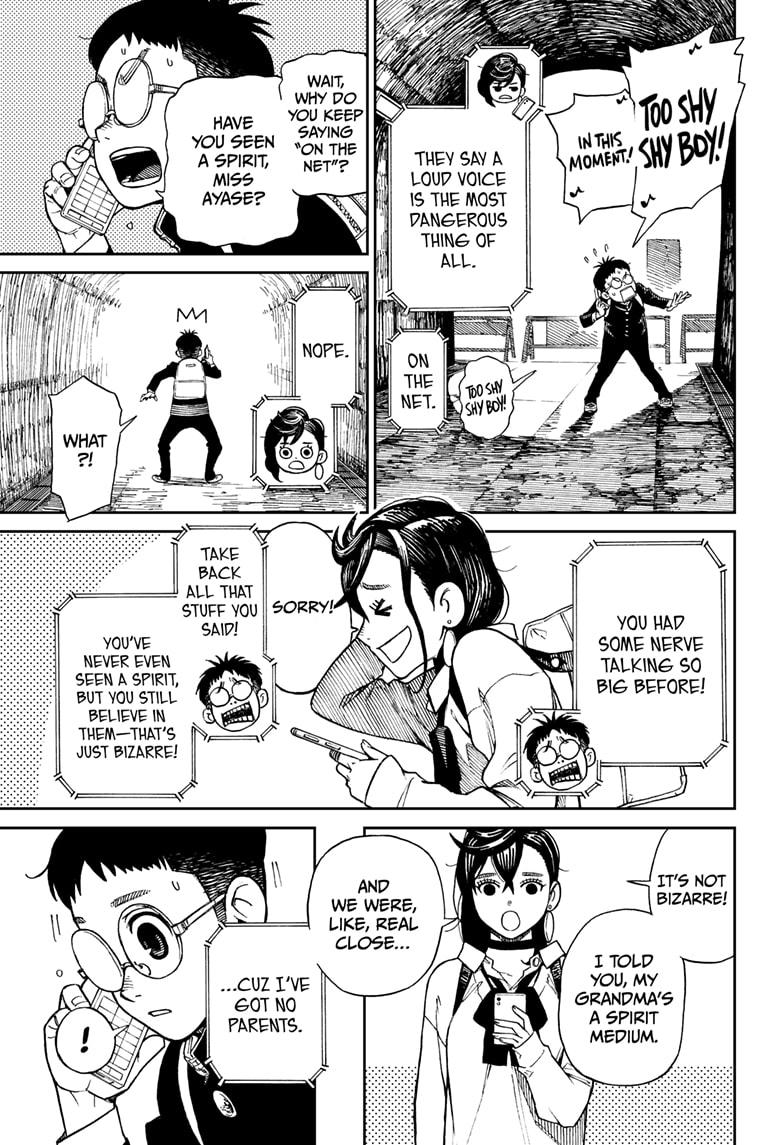 TOO SHY
SHY BOY!
IN THIS
MOMENT!
THEY SAY A
LOUD VOICE
IS THE MOST
DANGEROUS
THING OF
ALL.
TOO SHY
SHY BOY!
ON
THE
NET.
WAIT,
WHY DO
YOU KEEP
SAYING
"ON THE
NET"?
HAVE
YOU SEEN
A SPIRIT,
MISS
AYASE?
NOPE.
WHAT
?!
YOU HAD
SOME NERVE
TALKING SO
BIG BEFORE!
SORRY!
TAKE
BACK
ALL THAT
STUFF YOU
SAID!
YOU'VE
NEVER EVEN
SEEN A SPIRIT,
BUT YOU STILL
BELIEVE IN
THEM—THAT'S
JUST BIZARRE!
IT'S NOT
BIZARRE!
I TOLD
YOU, MY
GRANDMA'S
A SPIRIT
MEDIUM.
AND
WE WERE,
LIKE, REAL
CLOSE...
...CUZ I'VE
GOT NO
PARENTS.
!